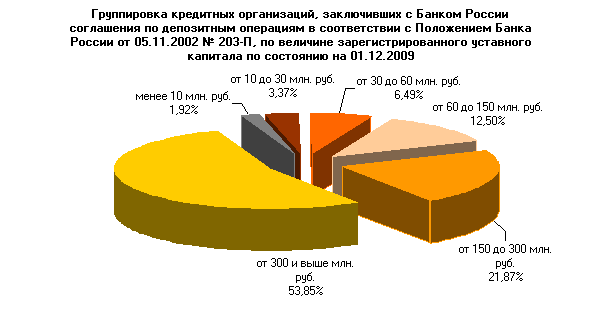 Группировка кредитных организаций, заключивших с Банком России
соглашения по депозитным операциям в соответствии с Положением Банка
России от 05.11.2002 № 203-П, по величине зарегистрированного уставного
капитала по состоянию на 01.12.2009
от 10 до 30 млн. руб.
3,37%
от 30 до 60 млн. руб.
6,49%
менее 10 млн. руб.
1,92%
от 60 до 150 млн. руб.
12,50%
от 150 до 300 млн.
руб.
21,87%
от 300 и выше млн.
руб.
53,85%